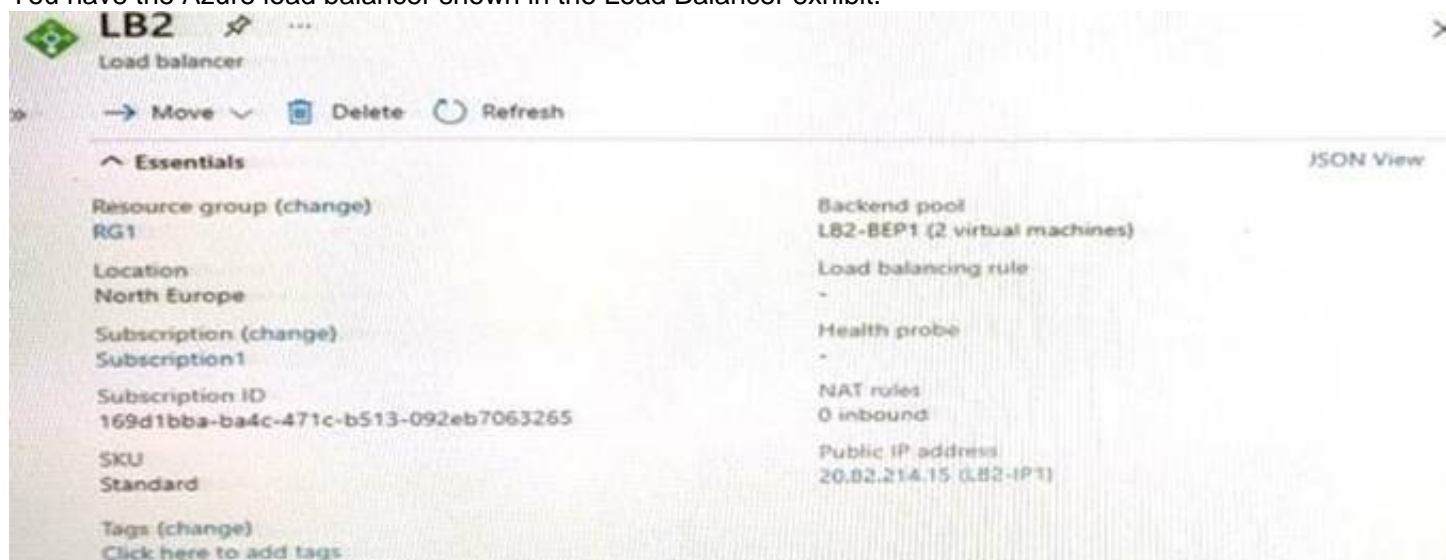 You have the Azure load balancer shown in the Load Balancer exhibit.
LB2 ...
Load balancer
Move Delete Refresh
Essentials
JSON View
Resource group (change)
RG1
Location
North Europe
Subscription (change)
Subscription1
Subscription ID
169d1bba-ba4c-471c-b513-092eb7063265
SKU
Standard
Tags (change)
Click here to add tags
Backend pool
LB2-BEP1 (2 virtual machines)
Load balancing rule
-
Health probe
-
NAT rules
0 inbound
Public IP address
20.82.214.15 (LB2-IP1)